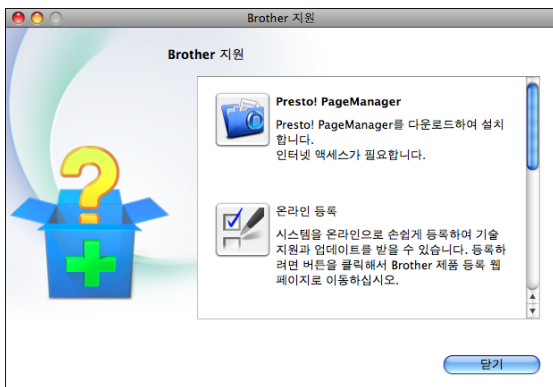 Brother 지원
Brother 지원
Presto! PageManager
Presto! PageManager를 다운로드하여 설치
합니다.
인터넷 액세스가 필요합니다.
온라인 등록
시스템을 온라인으로 손쉽게 등록하여 기술
지원과 업데이트를 받을 수 있습니다. 등록하
려면 버튼을 클릭해서 Brother 제품 등록 웹
페이지로 이동하십시오.
닫기